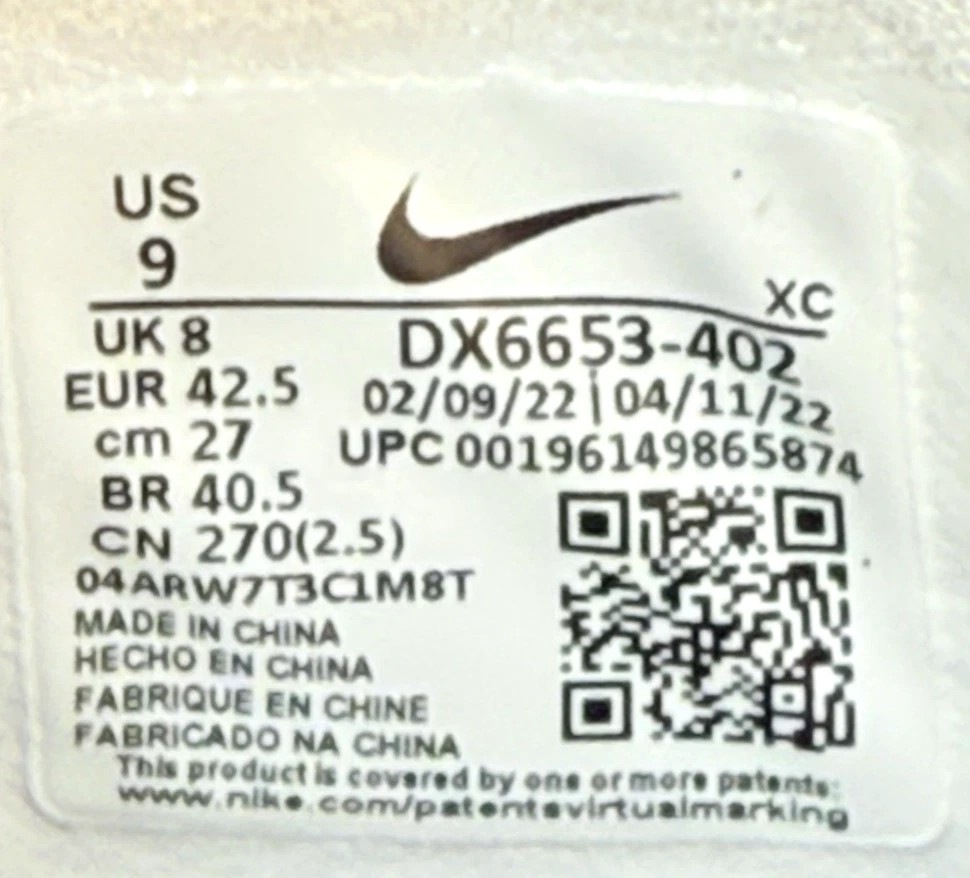 US
9
XC
UK 8
DX6653-402
EUR 42.5
02/09/22 | 04/11/22
cm 27
UPC 00196149865874
BR 40.5
CN 270(2.5)
04ARW7T3C1M8T
MADE IN CHINA
HECHO EN CHINA
FABRIQUE EN CHINE
FABRICADO NA CHINA
This product is covered by one or more patents:
www.nike.com/patentsvirtualmarking